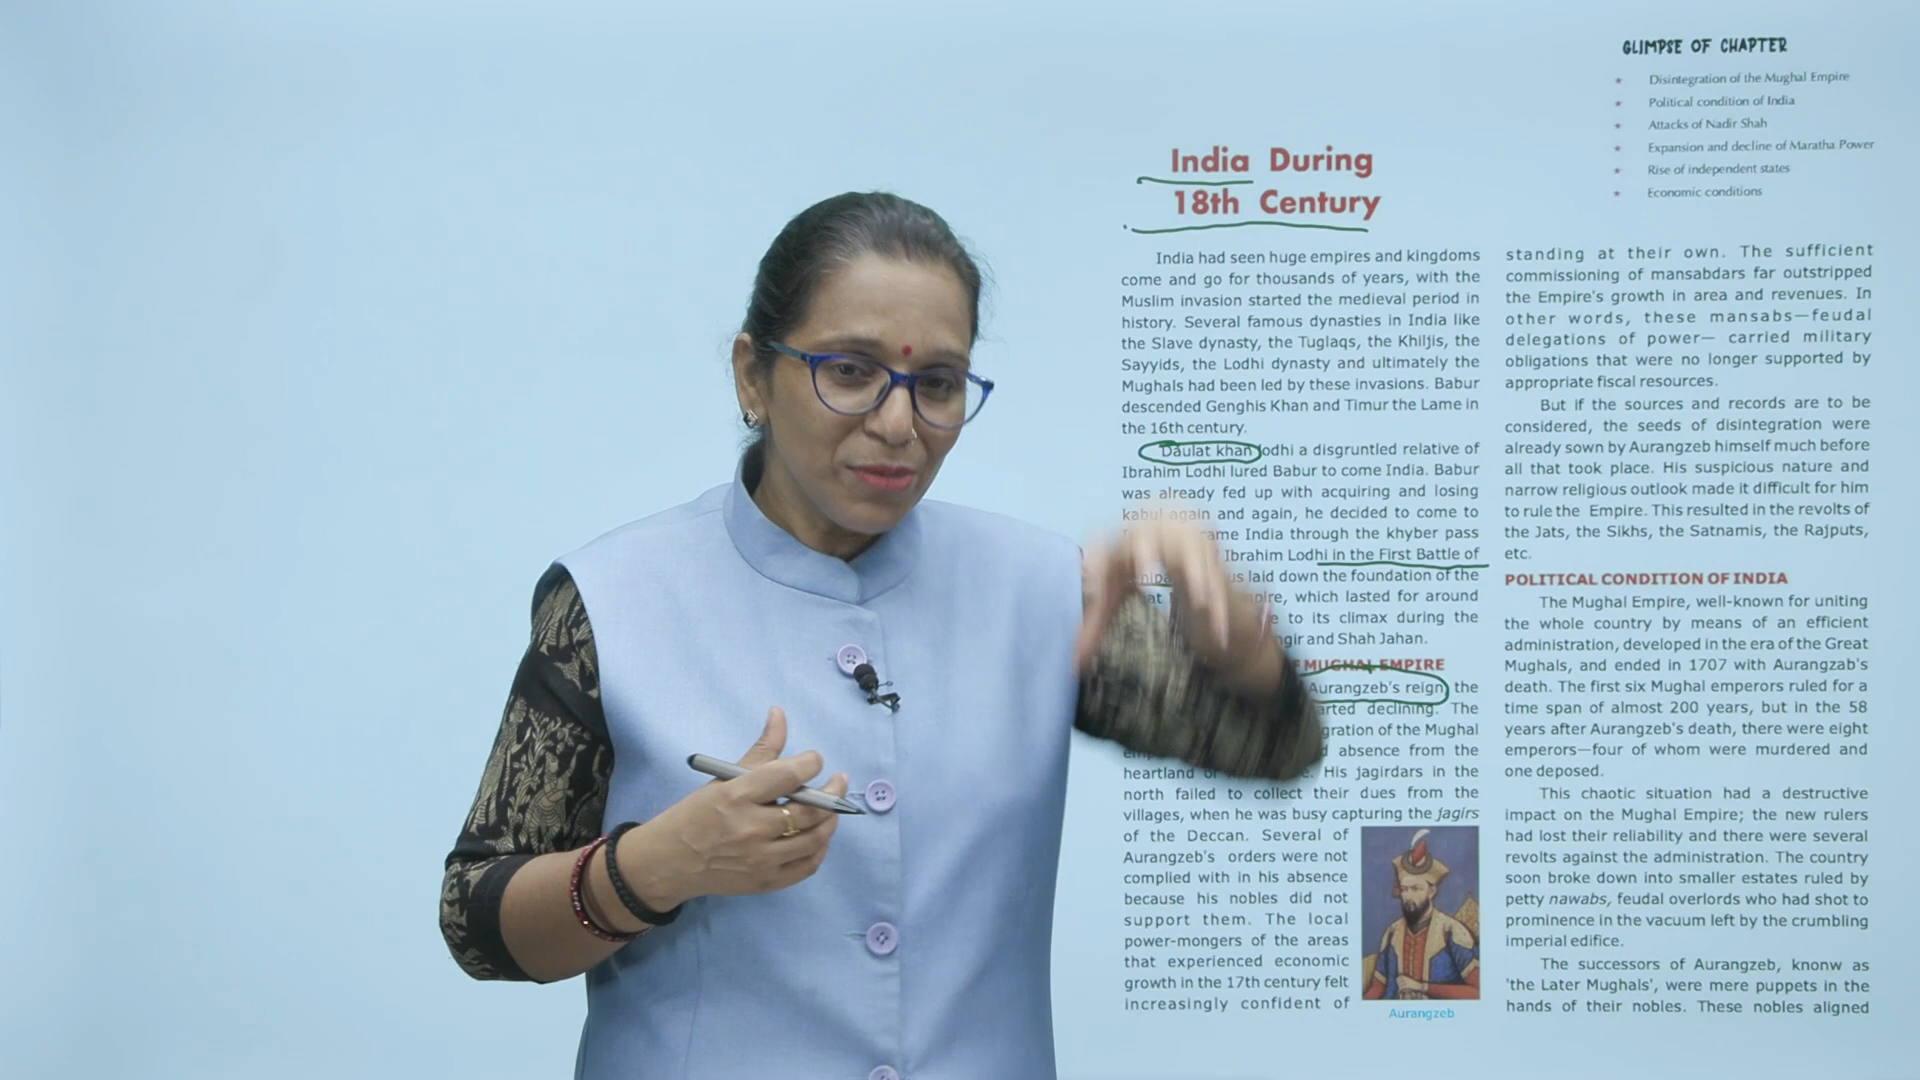 GLIMPSE OF CHAPTER
★ Disintegration of the Mughal Empire
★ Political condition of India
★ Attacks of Nadir Shah
★ Expansion and decline of Maratha Power
★ Rise of independent states
★ Economic conditions
India During
18th Century
India had seen huge empires and kingdoms
come and go for thousands of years, with the
Muslim invasion started the medieval period in
history. Several famous dynasties in India like
the Slave dynasty, the Tuglaqs, the Khiljis, the
Sayyids, the Lodhi dynasty and ultimately the
Mughals had been led by these invasions. Babur
descended Genghis Khan and Timur the Lame in
the 16th century.
Daulat khan lodhi a disgruntled relative of
Ibrahim Lodhi lured Babur to come India. Babur
was already fed up with acquiring and losing
kabul again and again, he decided to come to
came India through the khyber pass
Ibrahim Lodhi in the First Battle of
laid down the foundation of the
which lasted for around
to its climax during the
and Shah Jahan.
MUGHAL EMPIRE
Aurangzeb's reign the
declining. The
of the Mughal
absence from the
heartland His jagirdars in the
north failed to collect their dues from the
villages, when he was busy capturing the jagirs
of the Deccan. Several of
Aurangzeb's orders were not
complied with in his absence
because his nobles did not
support them. The local
power-mongers of the areas
that experienced economic
growth in the 17th century felt
increasingly confident of
Aurangzeb
standing at their own. The sufficient
commissioning of mansabdars far outstripped
the Empire's growth in area and revenues. In
other words, these mansabs—feudal
delegations of power— carried military
obligations that were no longer supported by
appropriate fiscal resources.
But if the sources and records are to be
considered, the seeds of disintegration were
already sown by Aurangzeb himself much before
all that took place. His suspicious nature and
narrow religious outlook made it difficult for him
to rule the Empire. This resulted in the revolts of
the Jats, the Sikhs, the Satnamis, the Rajputs,
etc.
POLITICAL CONDITION OF INDIA
The Mughal Empire, well-known for uniting
the whole country by means of an efficient
administration, developed in the era of the Great
Mughals, and ended in 1707 with Aurangzab's
death. The first six Mughal emperors ruled for a
time span of almost 200 years, but in the 58
years after Aurangzeb's death, there were eight
emperors—four of whom were murdered and
one deposed.
This chaotic situation had a destructive
impact on the Mughal Empire; the new rulers
had lost their reliability and there were several
revolts against the administration. The country
soon broke down into smaller estates ruled by
petty nawabs, feudal overlords who had shot to
prominence in the vacuum left by the crumbling
imperial edifice.
The successors of Aurangzeb, knonw as
'the Later Mughals', were mere puppets in the
hands of their nobles. These nobles aligned